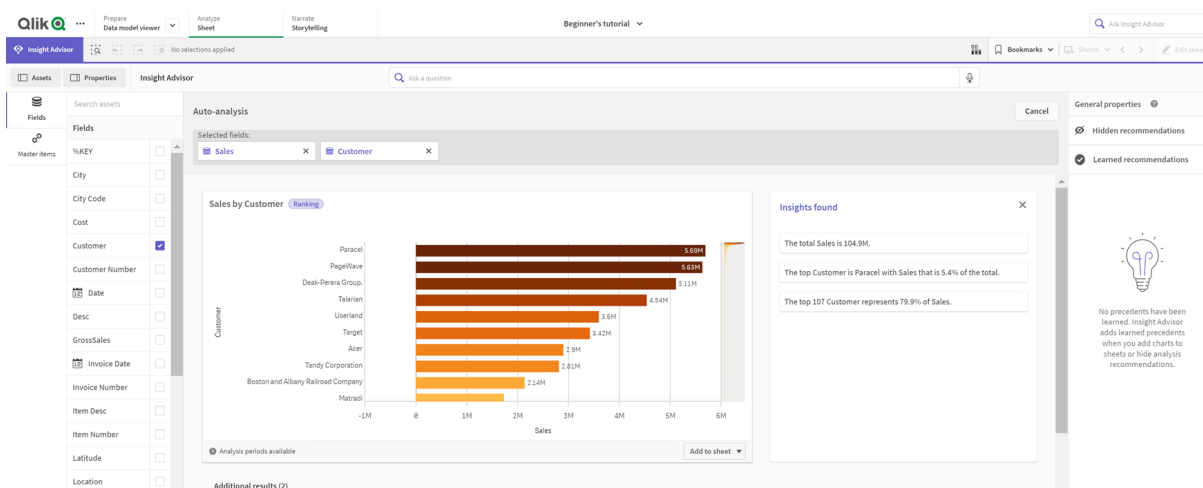 Qlik
Prepare
Data model viewer
Analyze
Sheet
Narrate
Storytelling
Beginner's tutorial
Ask Insight Advisor
Insight Advisor
No selections applied
Bookmarks
Sheets
Edit shee
Assets
Properties
Insight Advisor
Ask a question
Fields
Master items
Search assets
Fields
%KEY
City
City Code
Cost
Customer
Customer Number
Date
Desc
GrossSales
Invoice Date
Invoice Number
Item Desc
Item Number
Latitude
Location
Auto-analysis
Cancel
Selected fields:
Sales
Customer
Sales by Customer Ranking
Customer
Paracel 5.69M
PageWave 5.63M
Deak-Perera Group. 5.11M
Talarian 4.54M
Userland 3.6M
Target 3.42M
Acer 2.9M
Tandy Corporation 2.81M
Boston and Albany Railroad Company 2.14M
Matradi
-1M 0 1M 2M 3M 4M 5M 6M
Sales
Analysis periods available
Add to sheet
Additional results (2)
Insights found
The total Sales is 104.9M.
The top Customer is Paracel with Sales that is 5.4% of the total.
The top 107 Customer represents 79.9% of Sales.
General properties
Hidden recommendations
Learned recommendations
No precedents have been
learned. Insight Advisor
adds learned precedents
when you add charts to
sheets or hide analysis
recommendations.